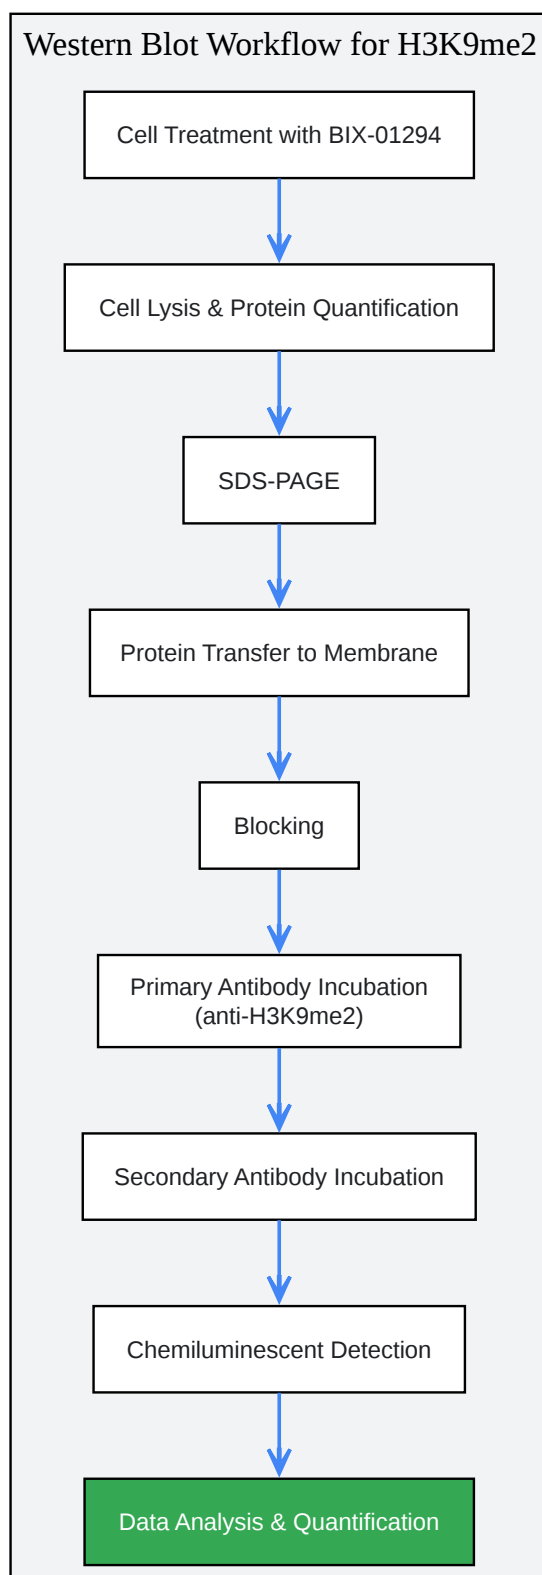 Western Blot Workflow for H3K9me2
Cell Treatment with BIX-01294
Cell Lysis & Protein Quantification
SDS-PAGE
Protein Transfer to Membrane
Blocking
Primary Antibody Incubation
(anti-H3K9me2)
Secondary Antibody Incubation
Chemiluminescent Detection
Data Analysis & Quantification